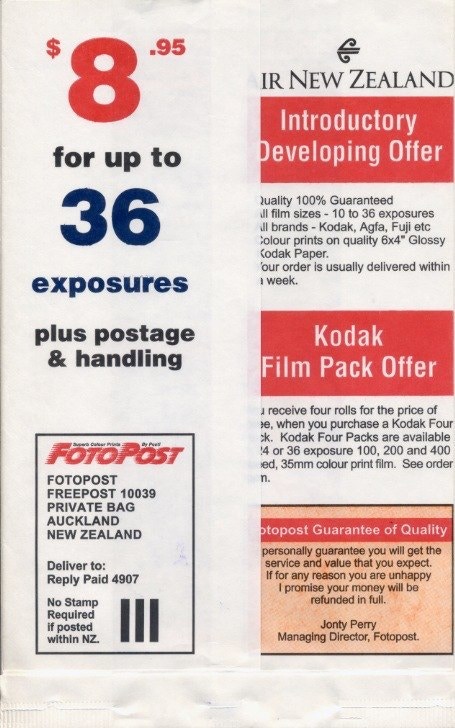 $8.95
for up to
36
exposures
plus postage
& handling
Superb Colour Prints By Post!
FOTOPOST
FOTOPOST
FREEPOST 10039
PRIVATE BAG
AUCKLAND
NEW ZEALAND
Deliver to:
Reply Paid 4907
No Stamp
Required
if posted
within NZ.
IR NEW ZEALAND
Introductory
Developing Offer
Quality 100% Guaranteed
ll film sizes - 10 to 36 exposures
ll brands - Kodak, Agfa, Fuji etc
Colour prints on quality 6x4" Glossy
Kodak Paper.
Your order is usually delivered within
a week.
Kodak
Film Pack Offer
u receive four rolls for the price of
ee, when you purchase a Kodak Four
ck. Kodak Four Packs are available
24 or 36 exposure 100, 200 and 400
ed, 35mm colour print film. See order
m.
otopost Guarantee of Quality
personally guarantee you will get the
service and value that you expect.
If for any reason you are unhappy
I promise your money will be
refunded in full.
Jonty Perry
Managing Director, Fotopost.